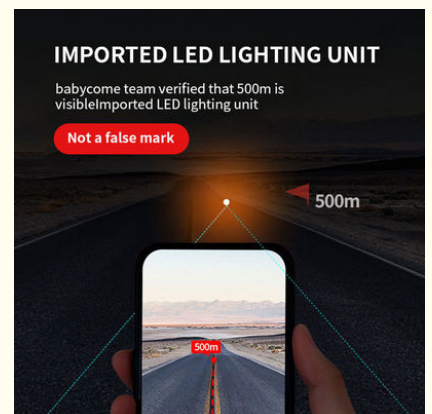 IMPORTED LED LIGHTING UNIT
babycome team verified that 500m is
visibleImported LED lighting unit
Not a false mark
500m
500m